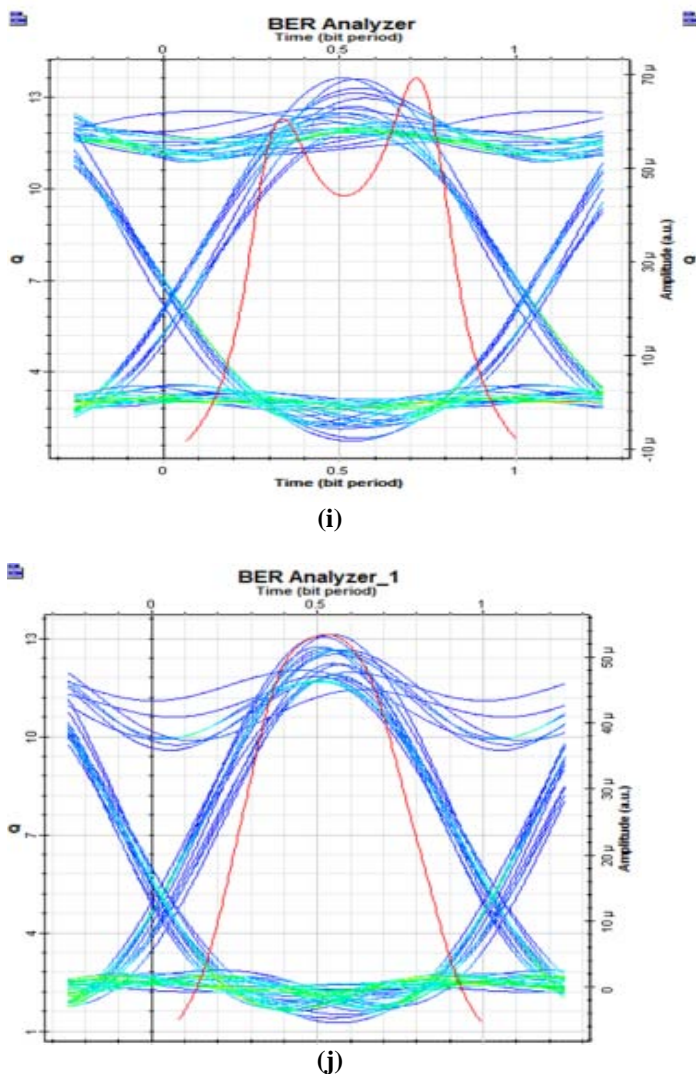 BER Analyzer
Time (bit period)
0 0.5 1
13
10
7
4
Q
70 µ
50 µ
30 µ
10 µ
-10 µ
Amplitude (a.u.)
Q
0 0.5 1
Time (bit period)
(i)
BER Analyzer_1
Time (bit period)
0 0.5 1
13
10
7
4
1
Q
50 µ
40 µ
30 µ
20 µ
10 µ
0
Amplitude (a.u.)
(j)